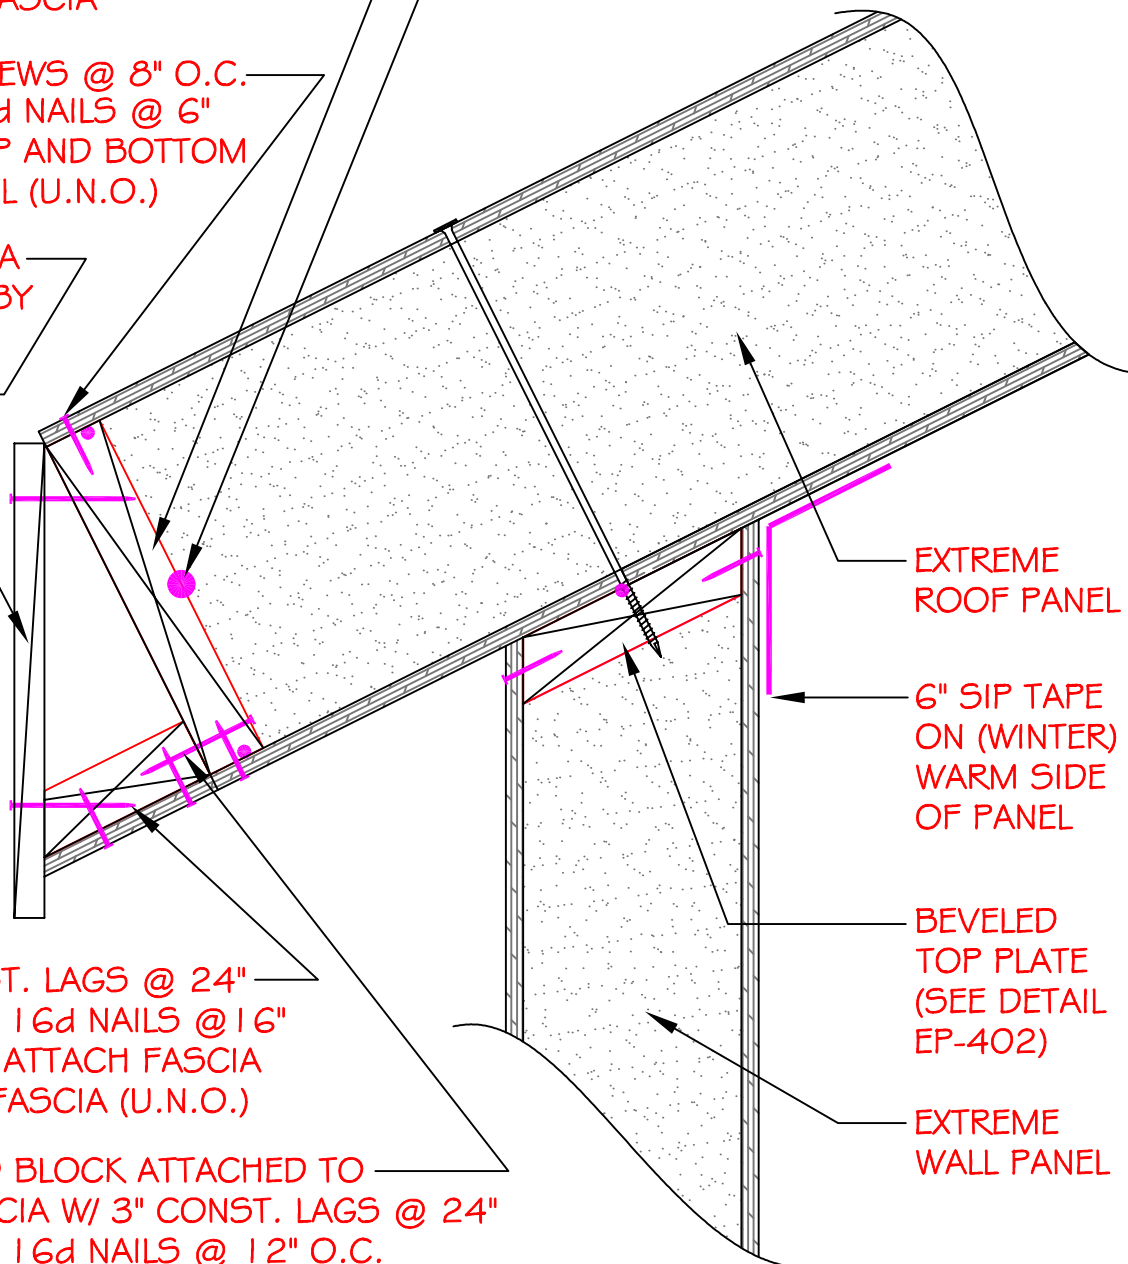 ASCIA
EWS @ 8" O.C.
d NAILS @ 6"
P AND BOTTOM
L (U.N.O.)
A
BY
EXTREME
ROOF PANEL
6" SIP TAPE
ON (WINTER)
WARM SIDE
OF PANEL
BEVELED
TOP PLATE
(SEE DETAIL
EP-402)
EXTREME
WALL PANEL
T. LAGS @ 24"
16d NAILS @16"
ATTACH FASCIA
FASCIA (U.N.O.)
BLOCK ATTACHED TO
CIA W/ 3" CONST. LAGS @ 24"
16d NAILS @ 12" O.C.